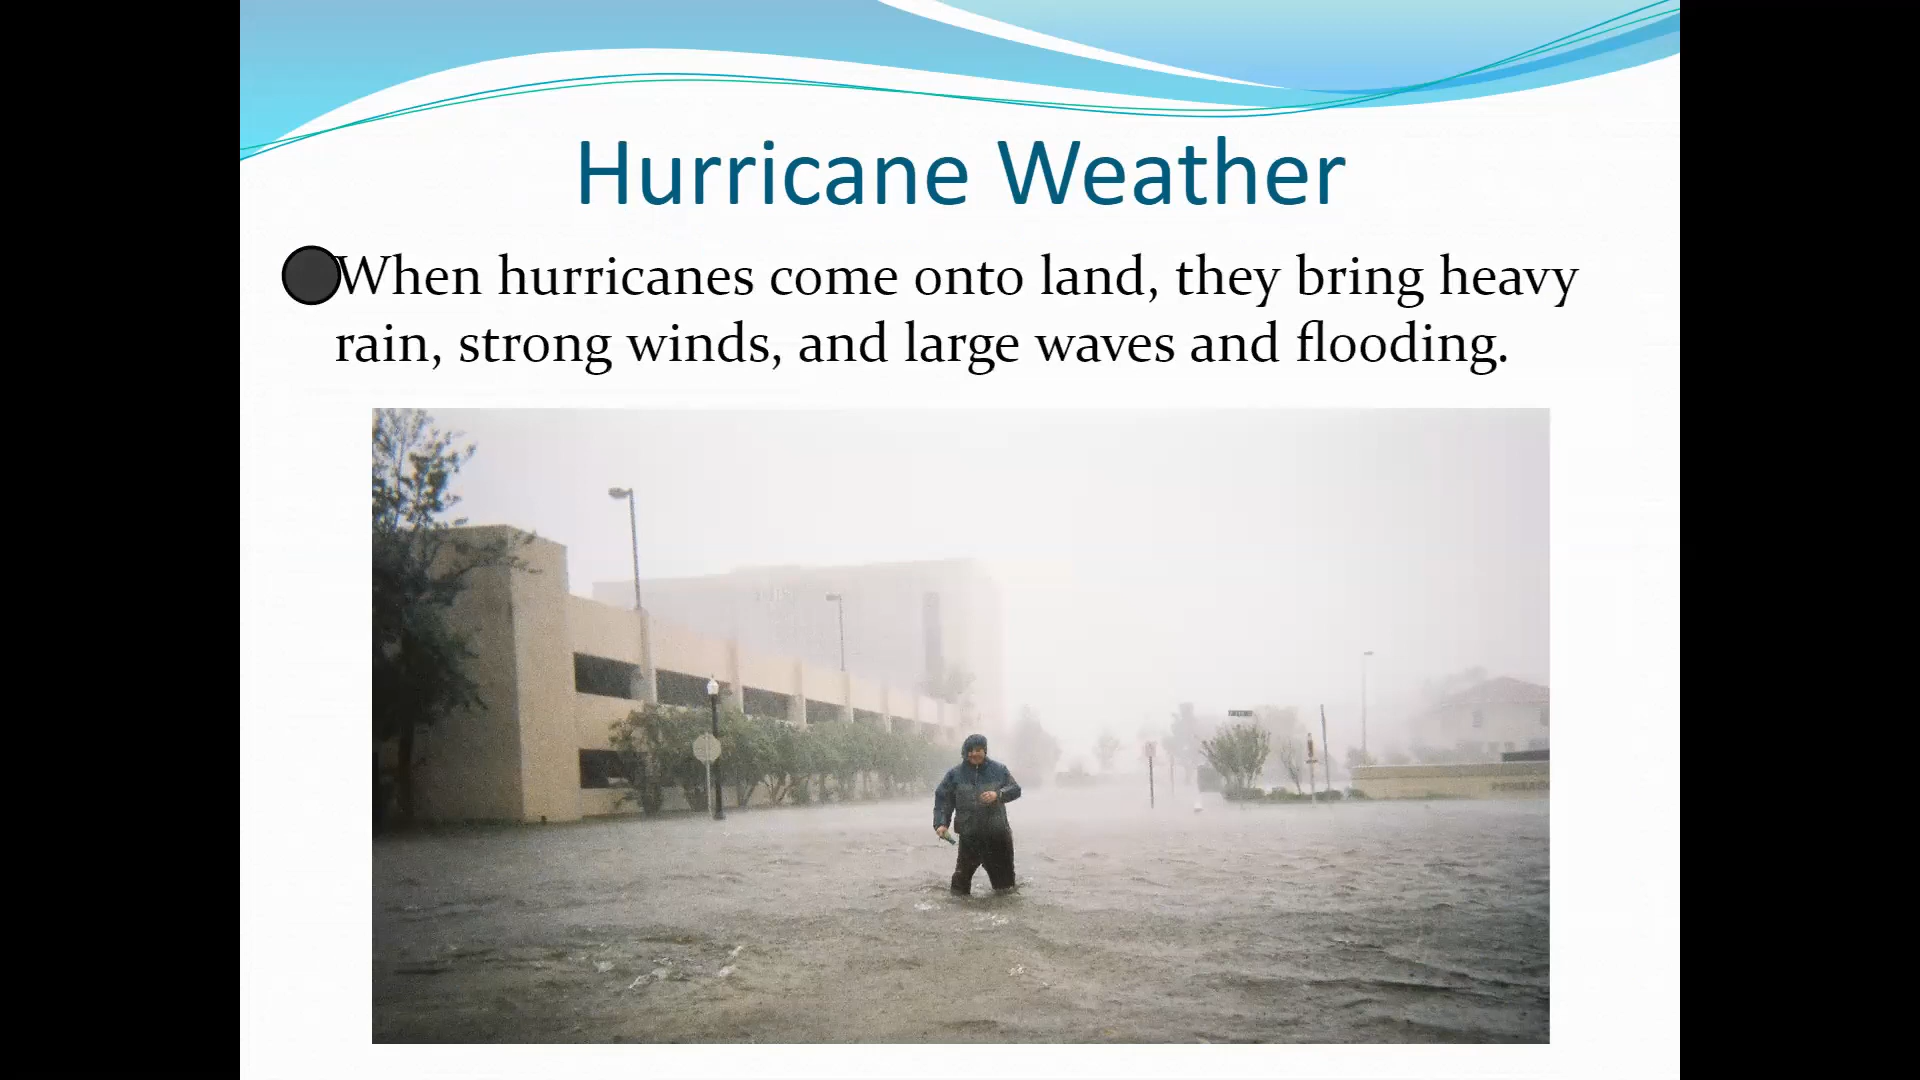 Hurricane Weather
When hurricanes come onto land, they bring heavy
rain, strong winds, and large waves and flooding.